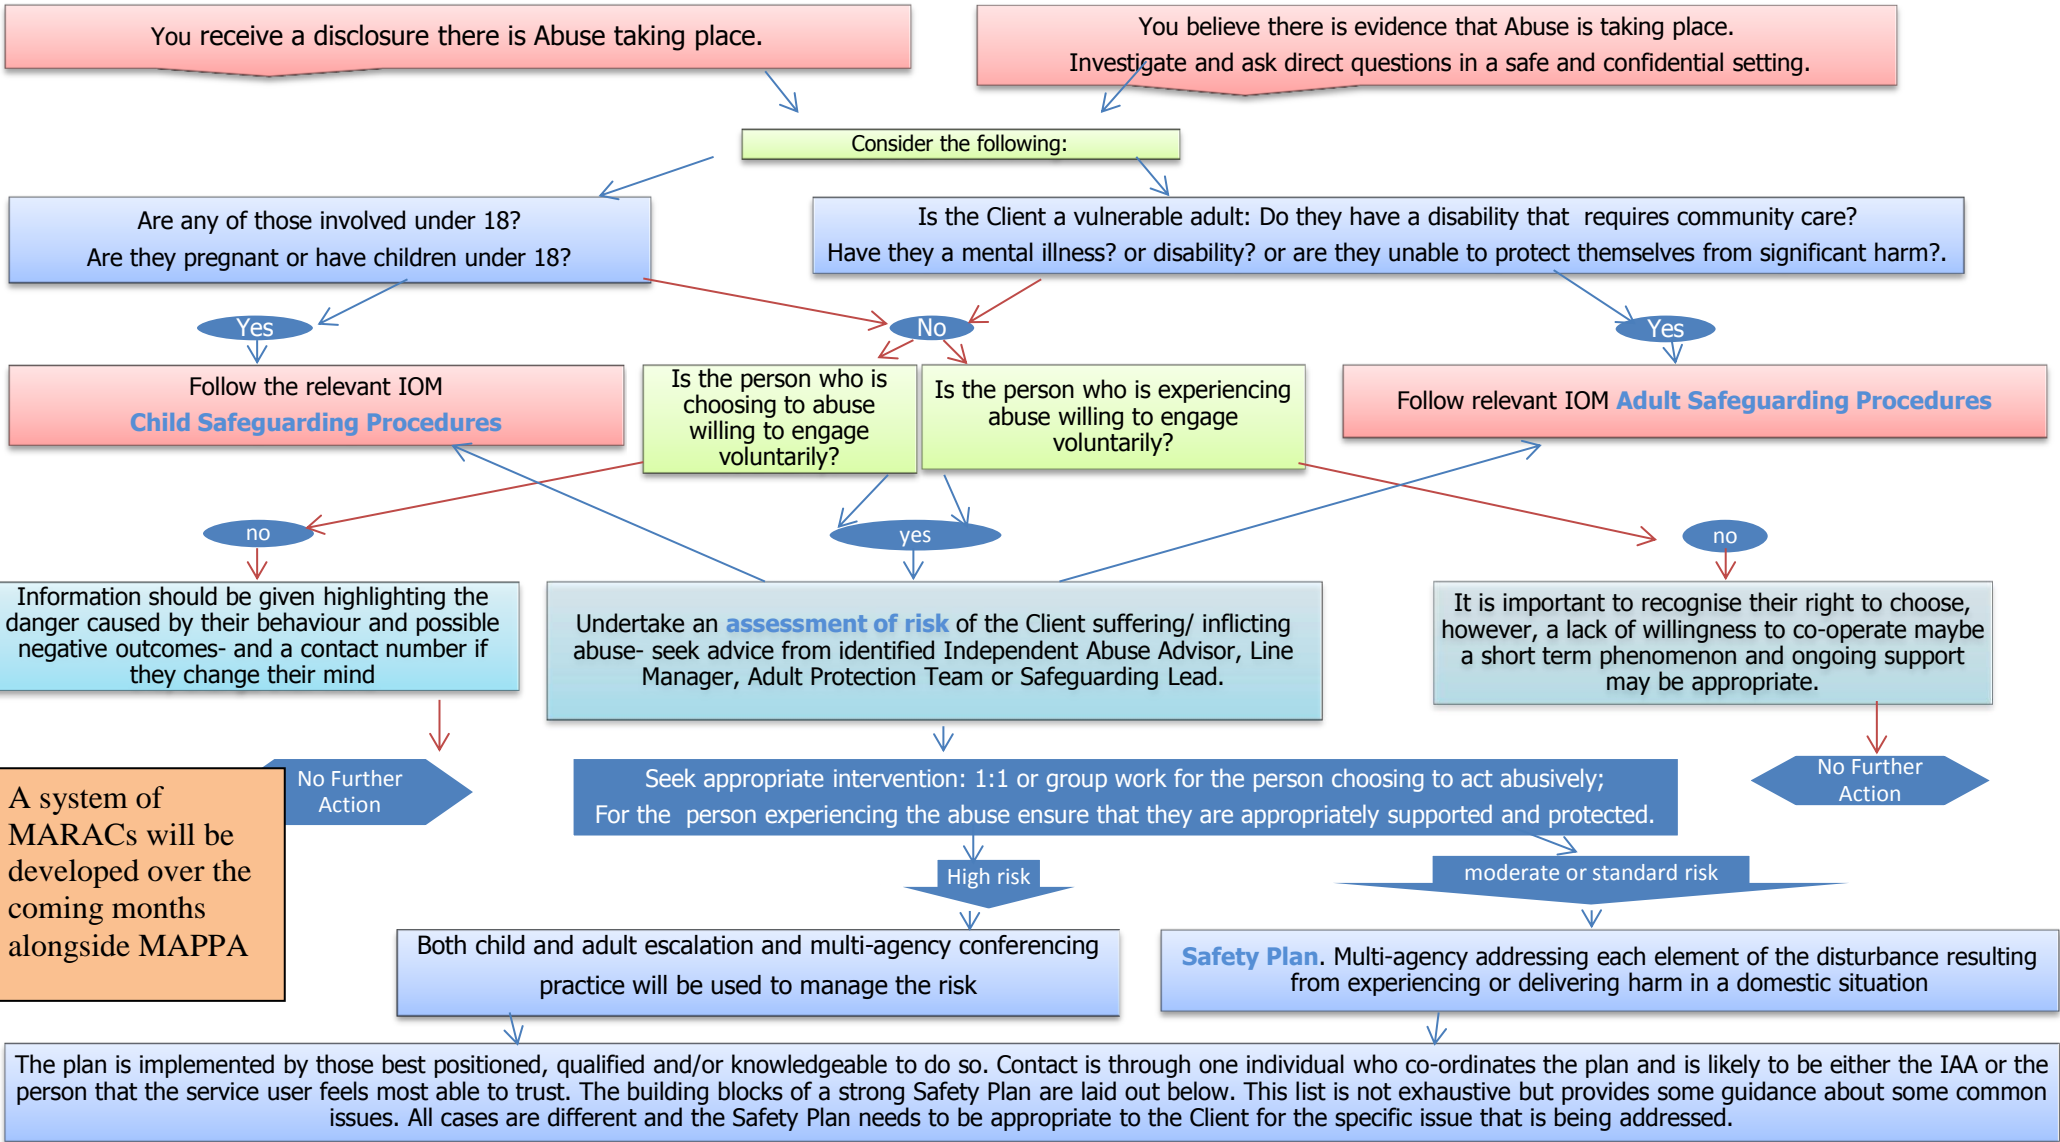 You receive a disclosure there is Abuse taking place.
You believe there is evidence that Abuse is taking place.
Investigate and ask direct questions in a safe and confidential setting.
Consider the following:
Are any of those involved under 18?
Are they pregnant or have children under 18?
Is the Client a vulnerable adult: Do they have a disability that requires community care?
Have they a mental illness? or disability? or are they unable to protect themselves from significant harm?.
Yes
No
Yes
Follow the relevant IOM
Child Safeguarding Procedures
Is the person who is
choosing to abuse
willing to engage
voluntarily?
Is the person who is experiencing
abuse willing to engage
voluntarily?
Follow relevant IOM Adult Safeguarding Procedures
no
yes
no
Information should be given highlighting the
danger caused by their behaviour and possible
negative outcomes- and a contact number if
they change their mind
Undertake an assessment of risk of the Client suffering/ inflicting
abuse- seek advice from identified Independent Abuse Advisor, Line
Manager, Adult Protection Team or Safeguarding Lead.
It is important to recognise their right to choose,
however, a lack of willingness to co-operate maybe
a short term phenomenon and ongoing support
may be appropriate.
No Further
Action
Seek appropriate intervention: 1:1 or group work for the person choosing to act abusively;
For the person experiencing the abuse ensure that they are appropriately supported and protected.
No Further
Action
A system of
MARACs will be
developed over the
coming months
alongside MAPPA
High risk
moderate or standard risk
Both child and adult escalation and multi-agency conferencing
practice will be used to manage the risk
Safety Plan. Multi-agency addressing each element of the disturbance resulting
from experiencing or delivering harm in a domestic situation
The plan is implemented by those best positioned, qualified and/or knowledgeable to do so. Contact is through one individual who co-ordinates the plan and is likely to be either the IAA or the
person that the service user feels most able to trust. The building blocks of a strong Safety Plan are laid out below. This list is not exhaustive but provides some guidance about some common
issues. All cases are different and the Safety Plan needs to be appropriate to the Client for the specific issue that is being addressed.